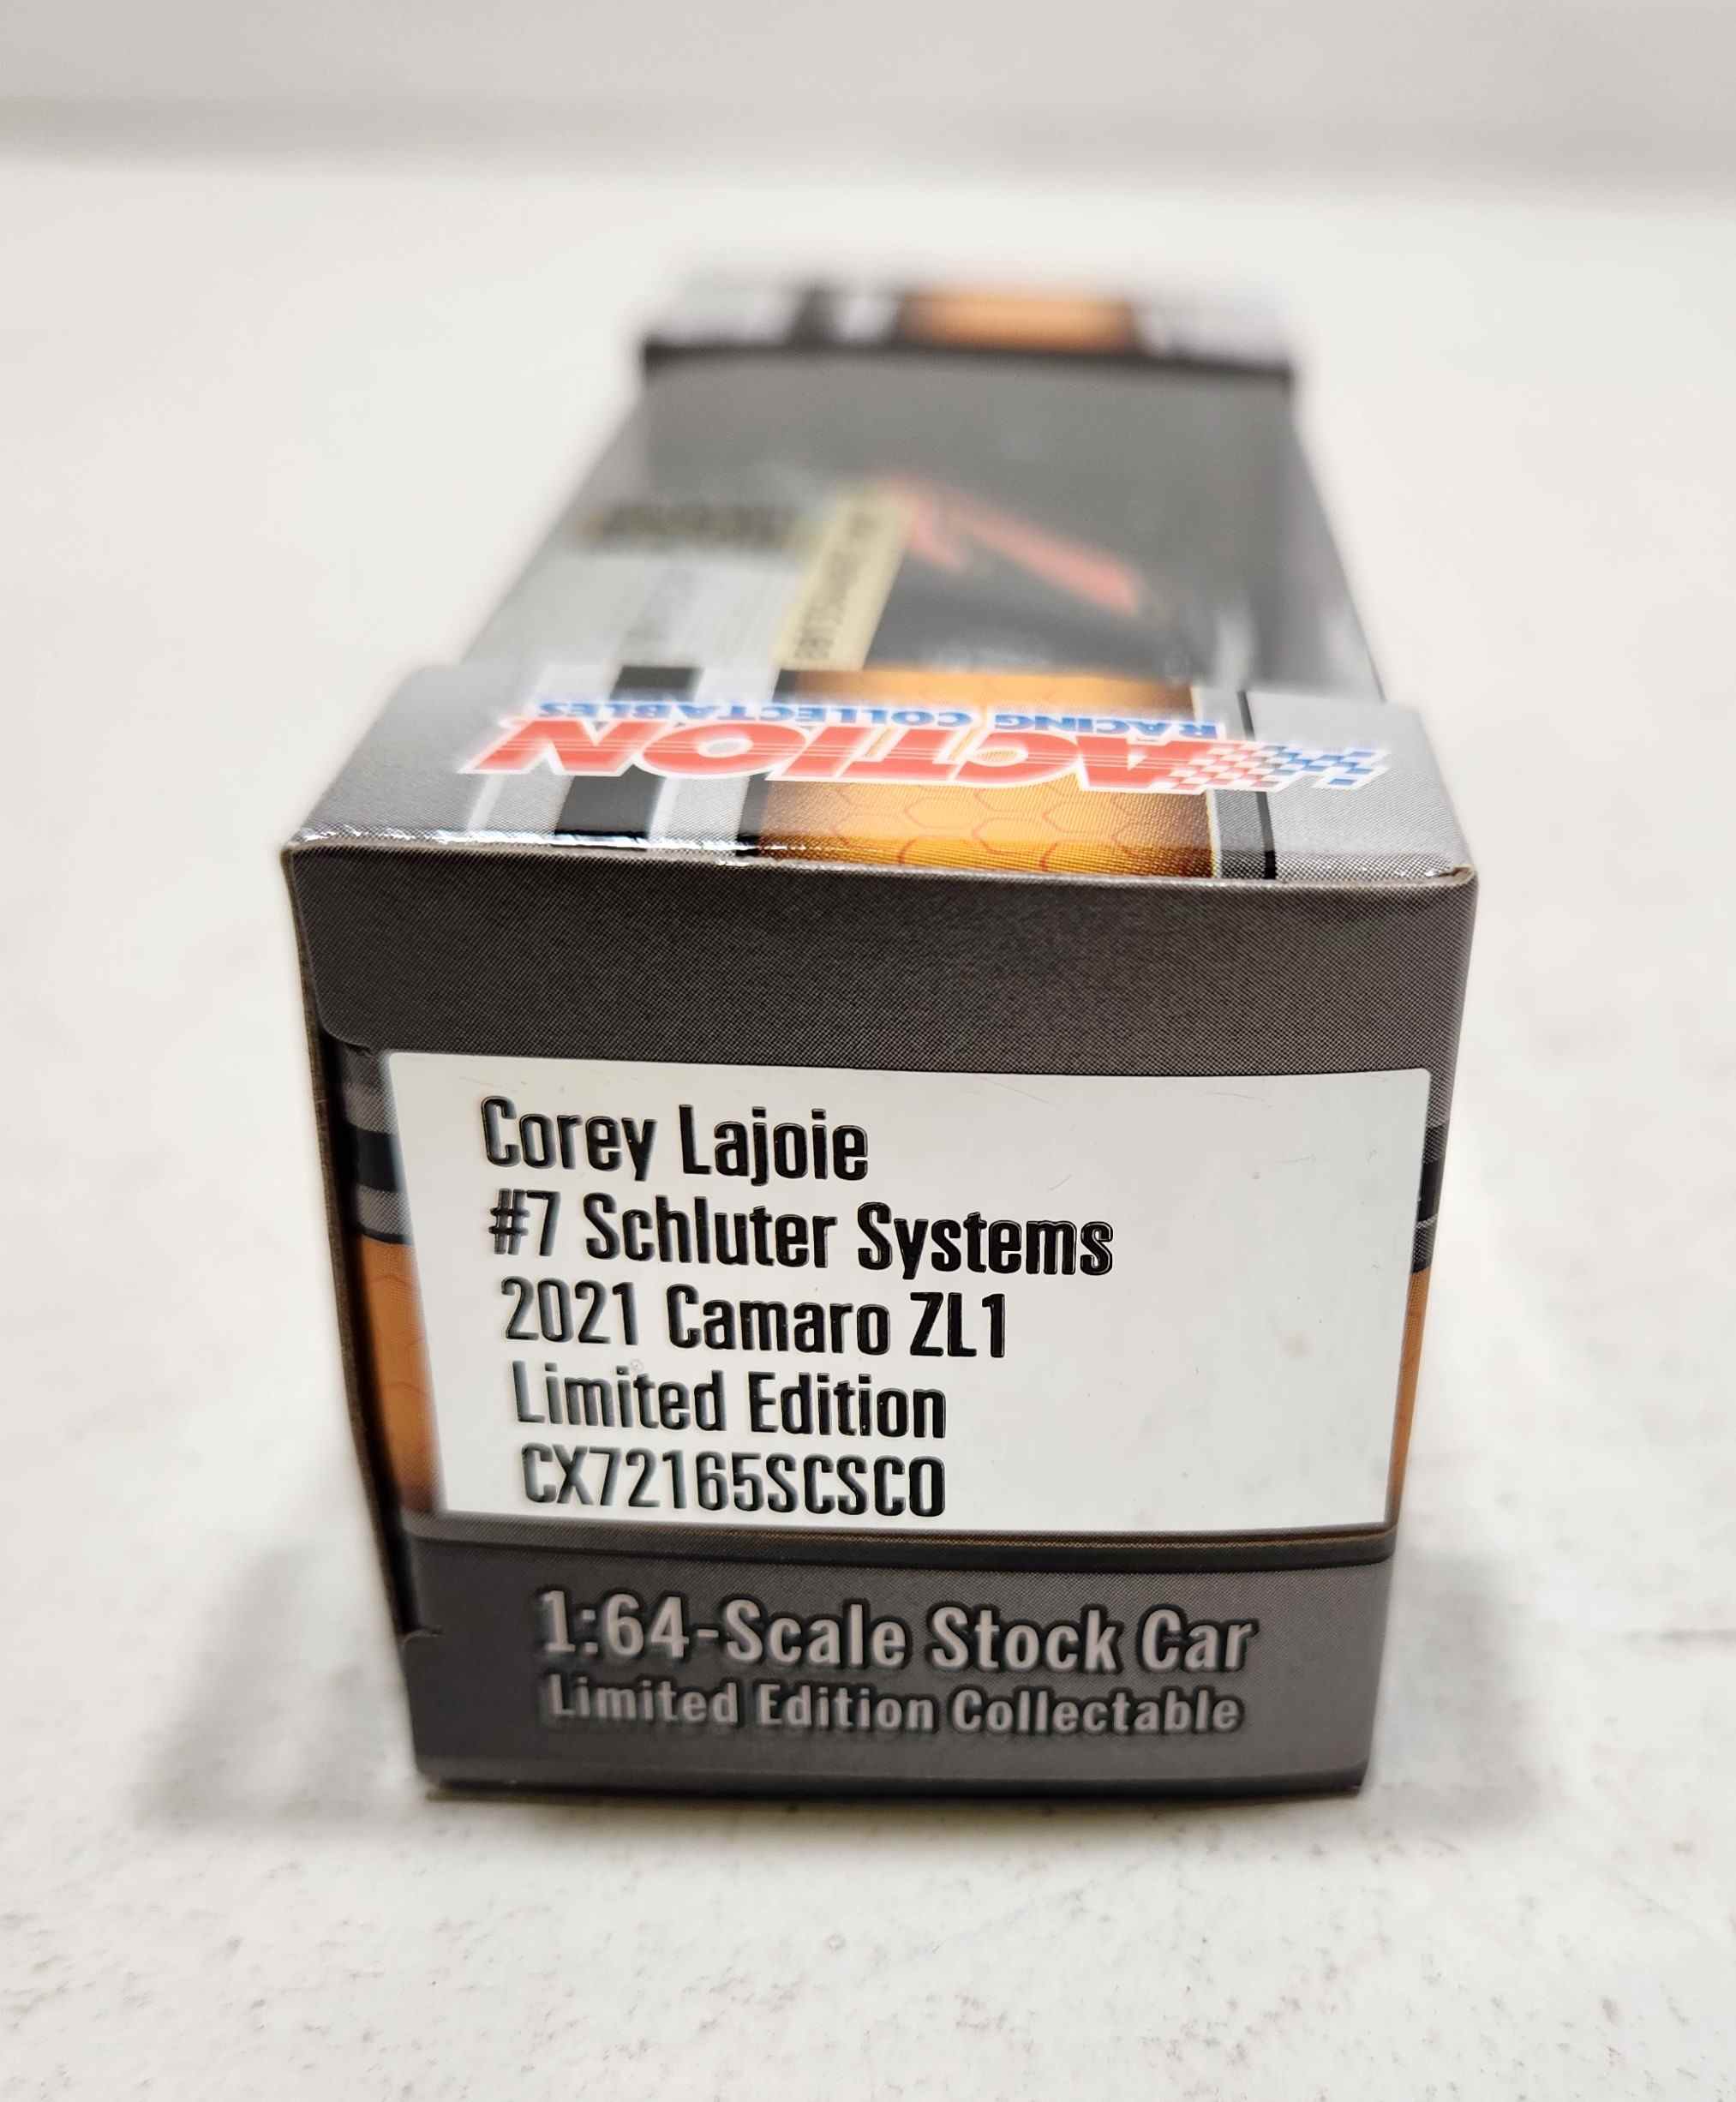 ACTION
RACING COLLECTABLES
Corey Lajoie
#7 Schluter Systems
2021 Camaro ZL1
Limited Edition
CX72165SCSCO
1:64-Scale Stock Car
Limited Edition Collectable